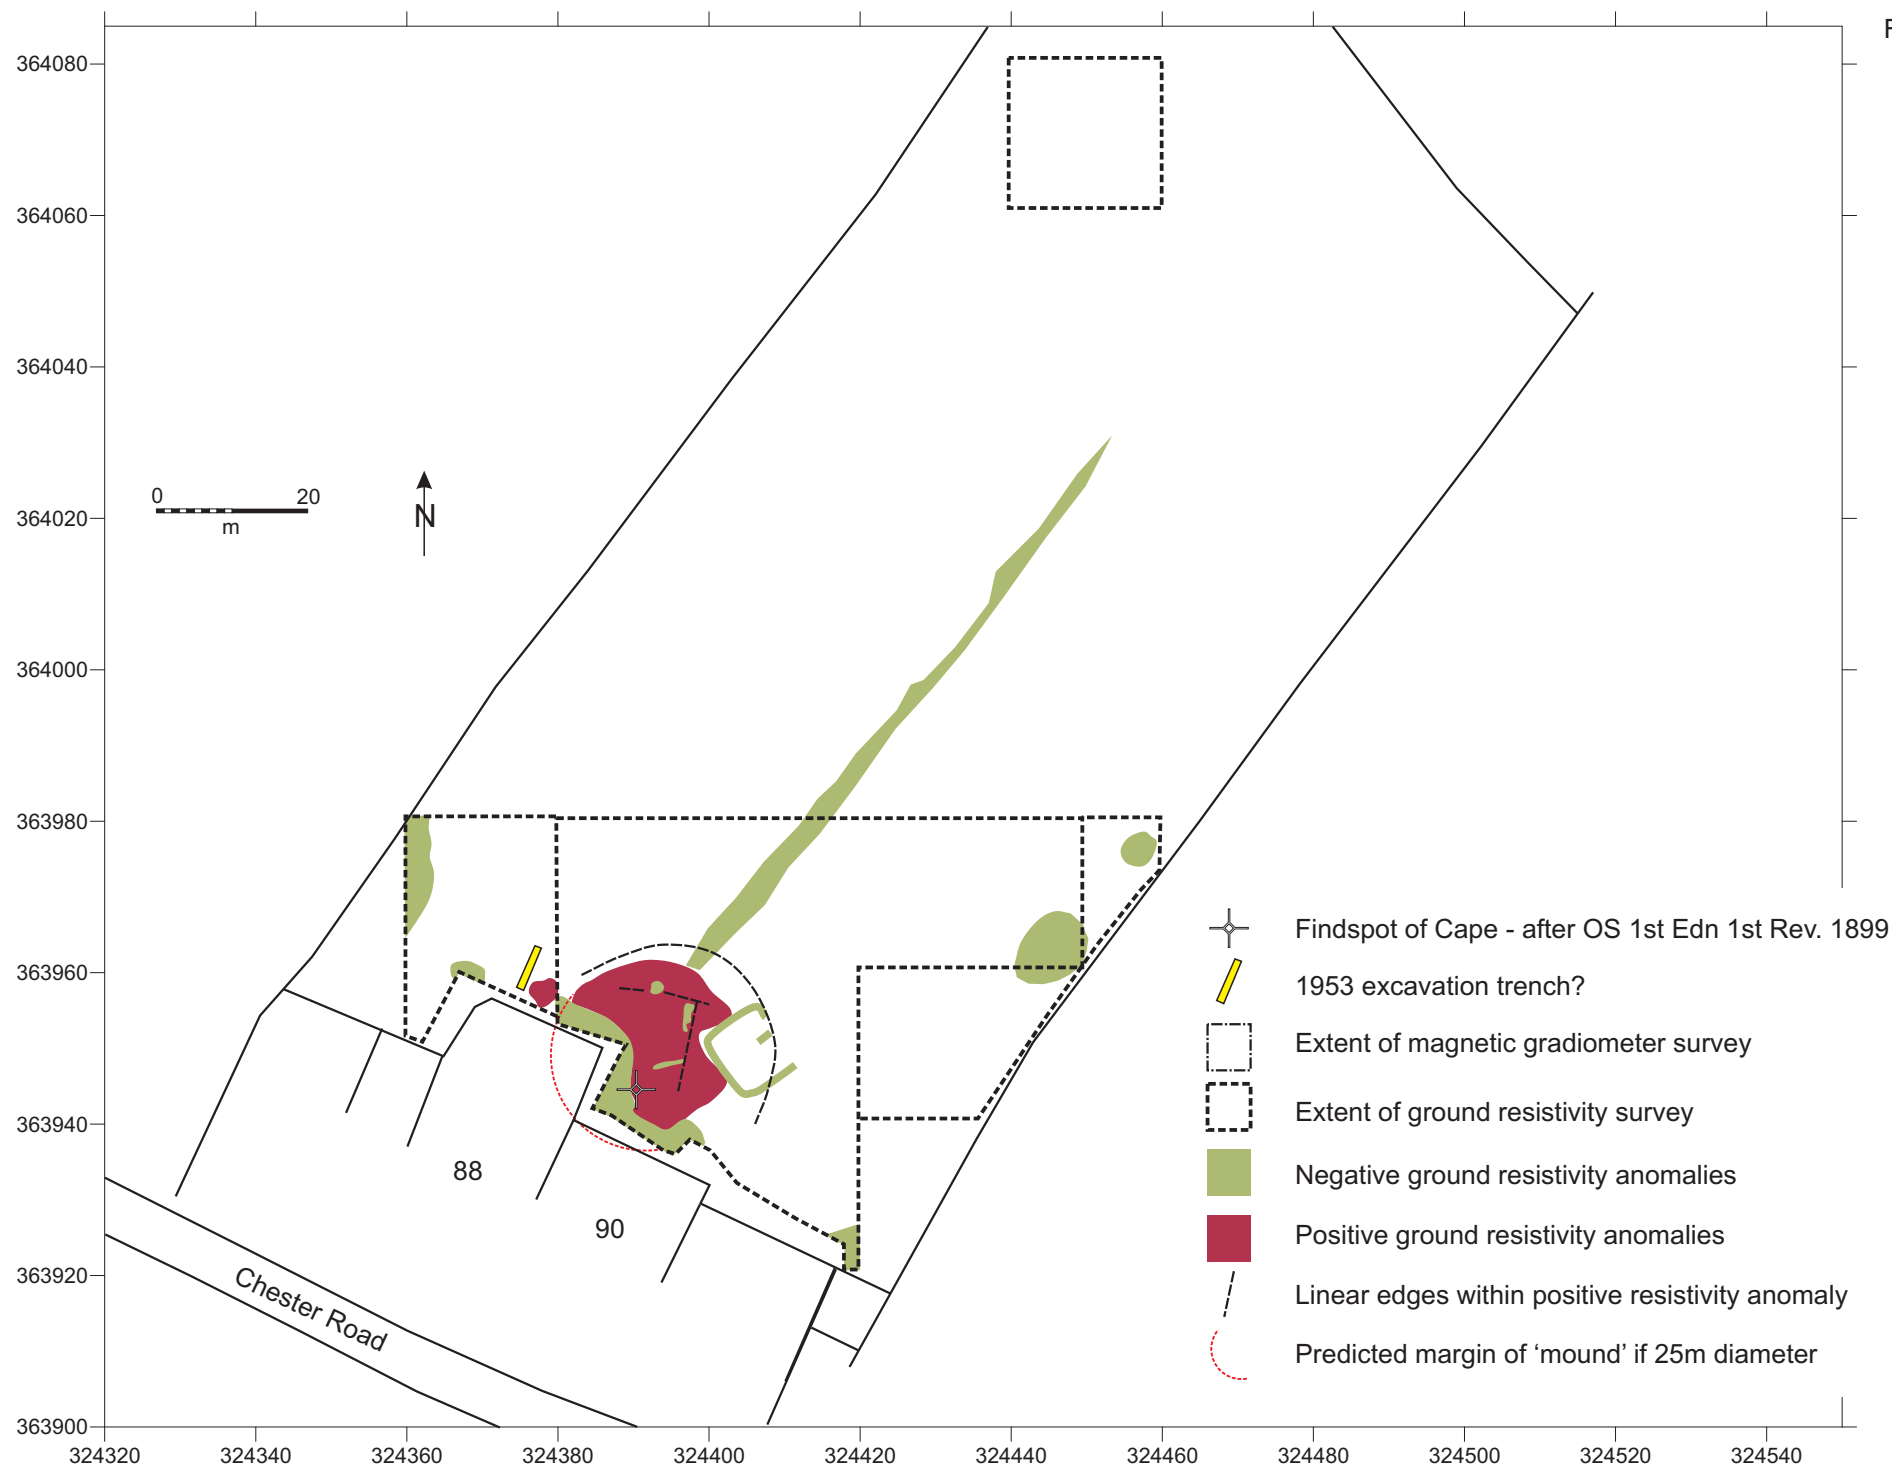 F
364080
364060
364040
364020
364000
363980
363960
363940
363920
363900
324320 324340 324360 324380 324400 324420 324440 324460 324480 324500 324520 324540
0 20
m
N
88
90
Chester Road
Findspot of Cape - after OS 1st Edn 1st Rev. 1899
1953 excavation trench?
Extent of magnetic gradiometer survey
Extent of ground resistivity survey
Negative ground resistivity anomalies
Positive ground resistivity anomalies
Linear edges within positive resistivity anomaly
Predicted margin of ‘mound’ if 25m diameter